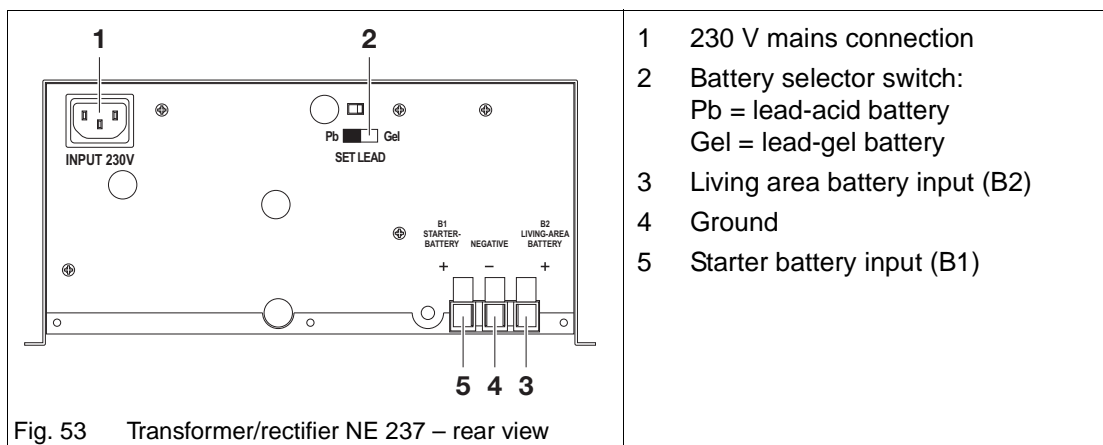 1 2
INPUT 230V
Pb Gel
SET LEAD
B1
STARTER-
BATTERY
+
NEGATIVE
–
B2
LIVING-AREA
BATTERY
+
5 4 3
Fig. 53 Transformer/rectifier NE 237 – rear view
1 230 V mains connection
2 Battery selector switch:
Pb = lead-acid battery
Gel = lead-gel battery
3 Living area battery input (B2)
4 Ground
5 Starter battery input (B1)